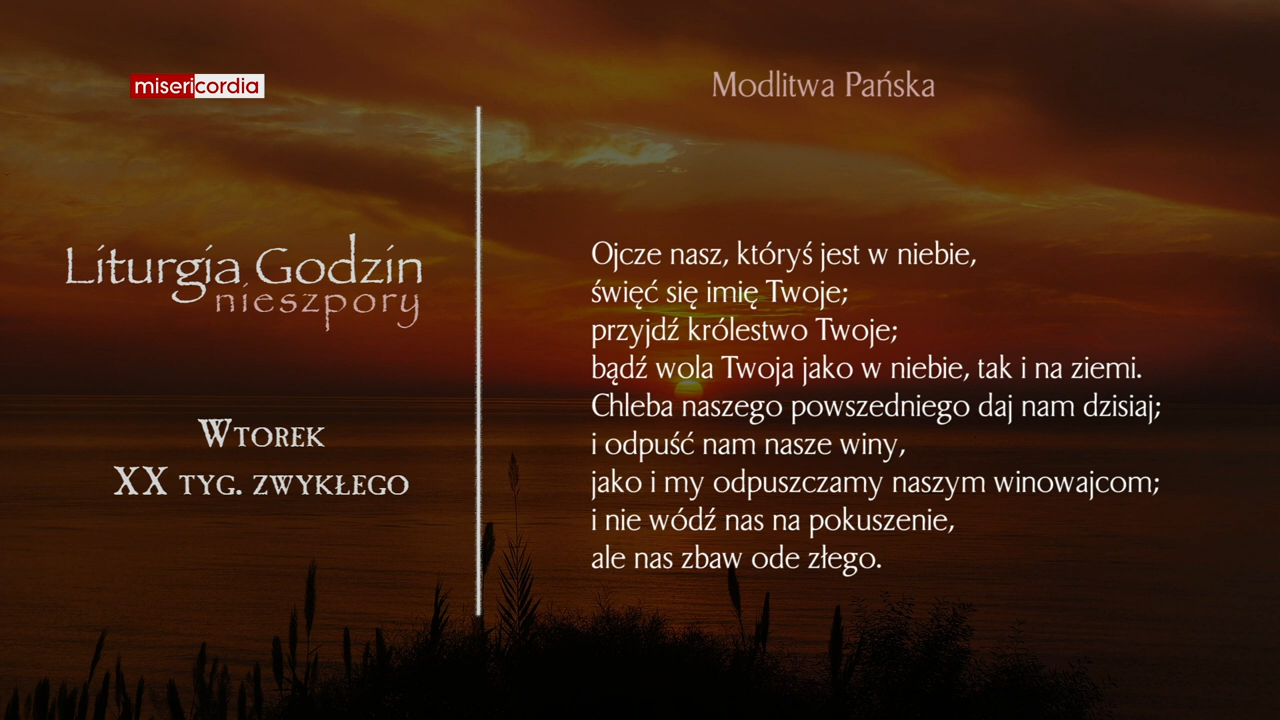 misericordia
Liturgia Godzin
nieszpory
Wtorek
XX tyg. zwykłego
Modlitwa Pańska
Ojcze nasz, któryś jest w niebie,
święć się imię Twoje;
przyjdź królestwo Twoje;
bądź wola Twoja jako w niebie, tak i na ziemi.
Chleba naszego powszedniego daj nam dzisiaj;
i odpuść nam nasze winy,
jako i my odpuszczamy naszym winowajcom;
i nie wódź nas na pokuszenie,
ale nas zbaw ode złego.